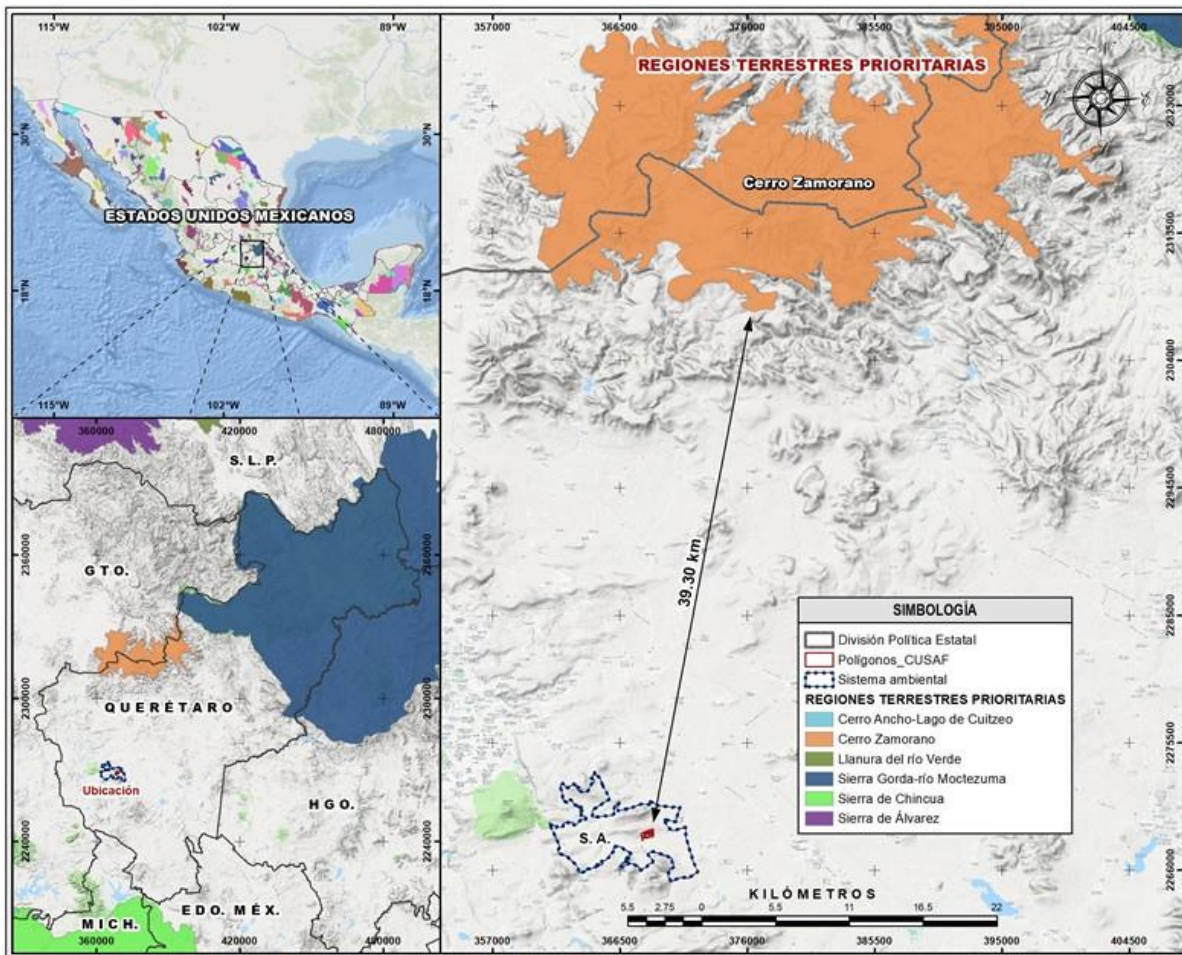 115°W 102°W 89°W
30°N
30°N
ESTADOS UNIDOS MEXICANOS
18°N
18°N
115°W 102°W 89°W
360000 420000 480000
S. L. P.
2360000
2360000
GTO.
2300000
2300000
QUERÉTARO
Ubicación
HGO.
2240000
2240000
EDO. MÉX.
MICH.
360000 420000 480000
357000 366500 376000 385500 395000 404500
REGIONES TERRESTRES PRIORITARIAS
2323000
Cerro Zamorano
2313500
2304000
2294500
39.30 km
2285000
2275500
S. A.
2266000
SIMBOLOGÍA
División Política Estatal
Polígonos_CUSAF
Sistema ambiental
REGIONES TERRESTRES PRIORITARIAS
Cerro Ancho-Lago de Cuitzeo
Cerro Zamorano
Llanura del río Verde
Sierra Gorda-río Moctezuma
Sierra de Chincua
Sierra de Álvarez
KILÓMETROS
5.5 2.75 0 5.5 11 16.5 22
357000 366500 376000 385500 395000 404500